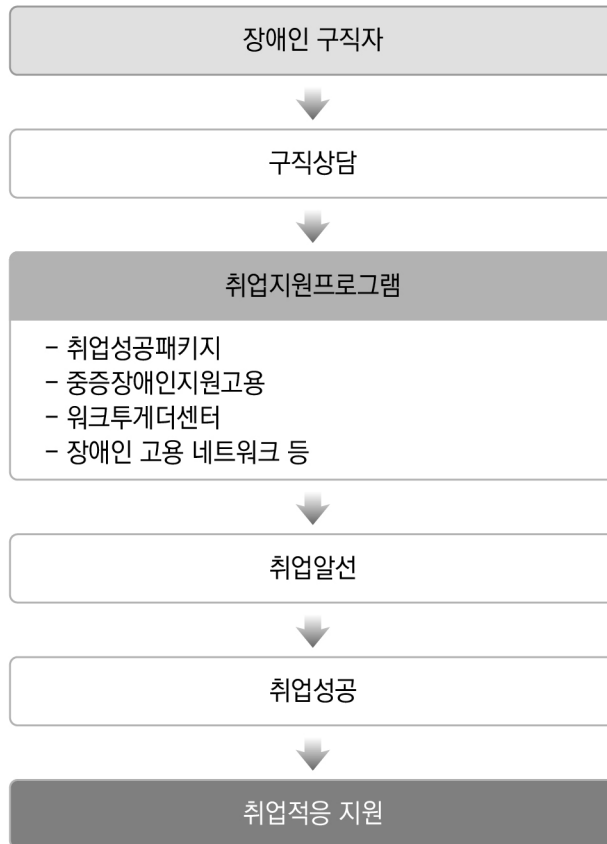 장애인 구직자
구직상담
취업지원프로그램
- 취업성공패키지
- 중증장애인지원고용
- 워크투게더센터
- 장애인 고용 네트워크 등
취업알선
취업성공
취업적응 지원